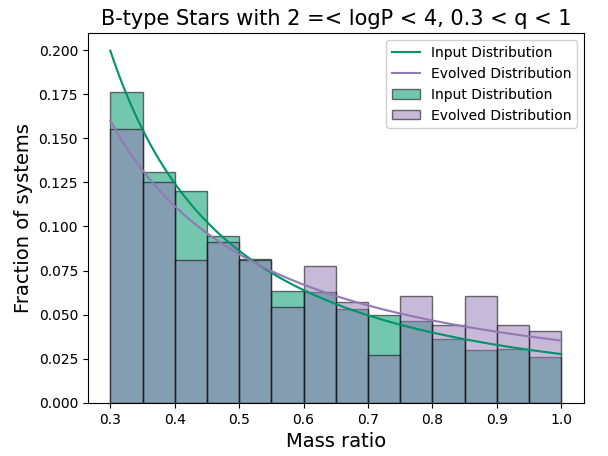 B-type Stars with 2 =< logP < 4, 0.3 < q < 1
Input Distribution
Evolved Distribution
Input Distribution
Evolved Distribution
Fraction of systems
0.200
0.175
0.150
0.125
0.100
0.075
0.050
0.025
0.000
0.3 0.4 0.5 0.6 0.7 0.8 0.9 1.0
Mass ratio